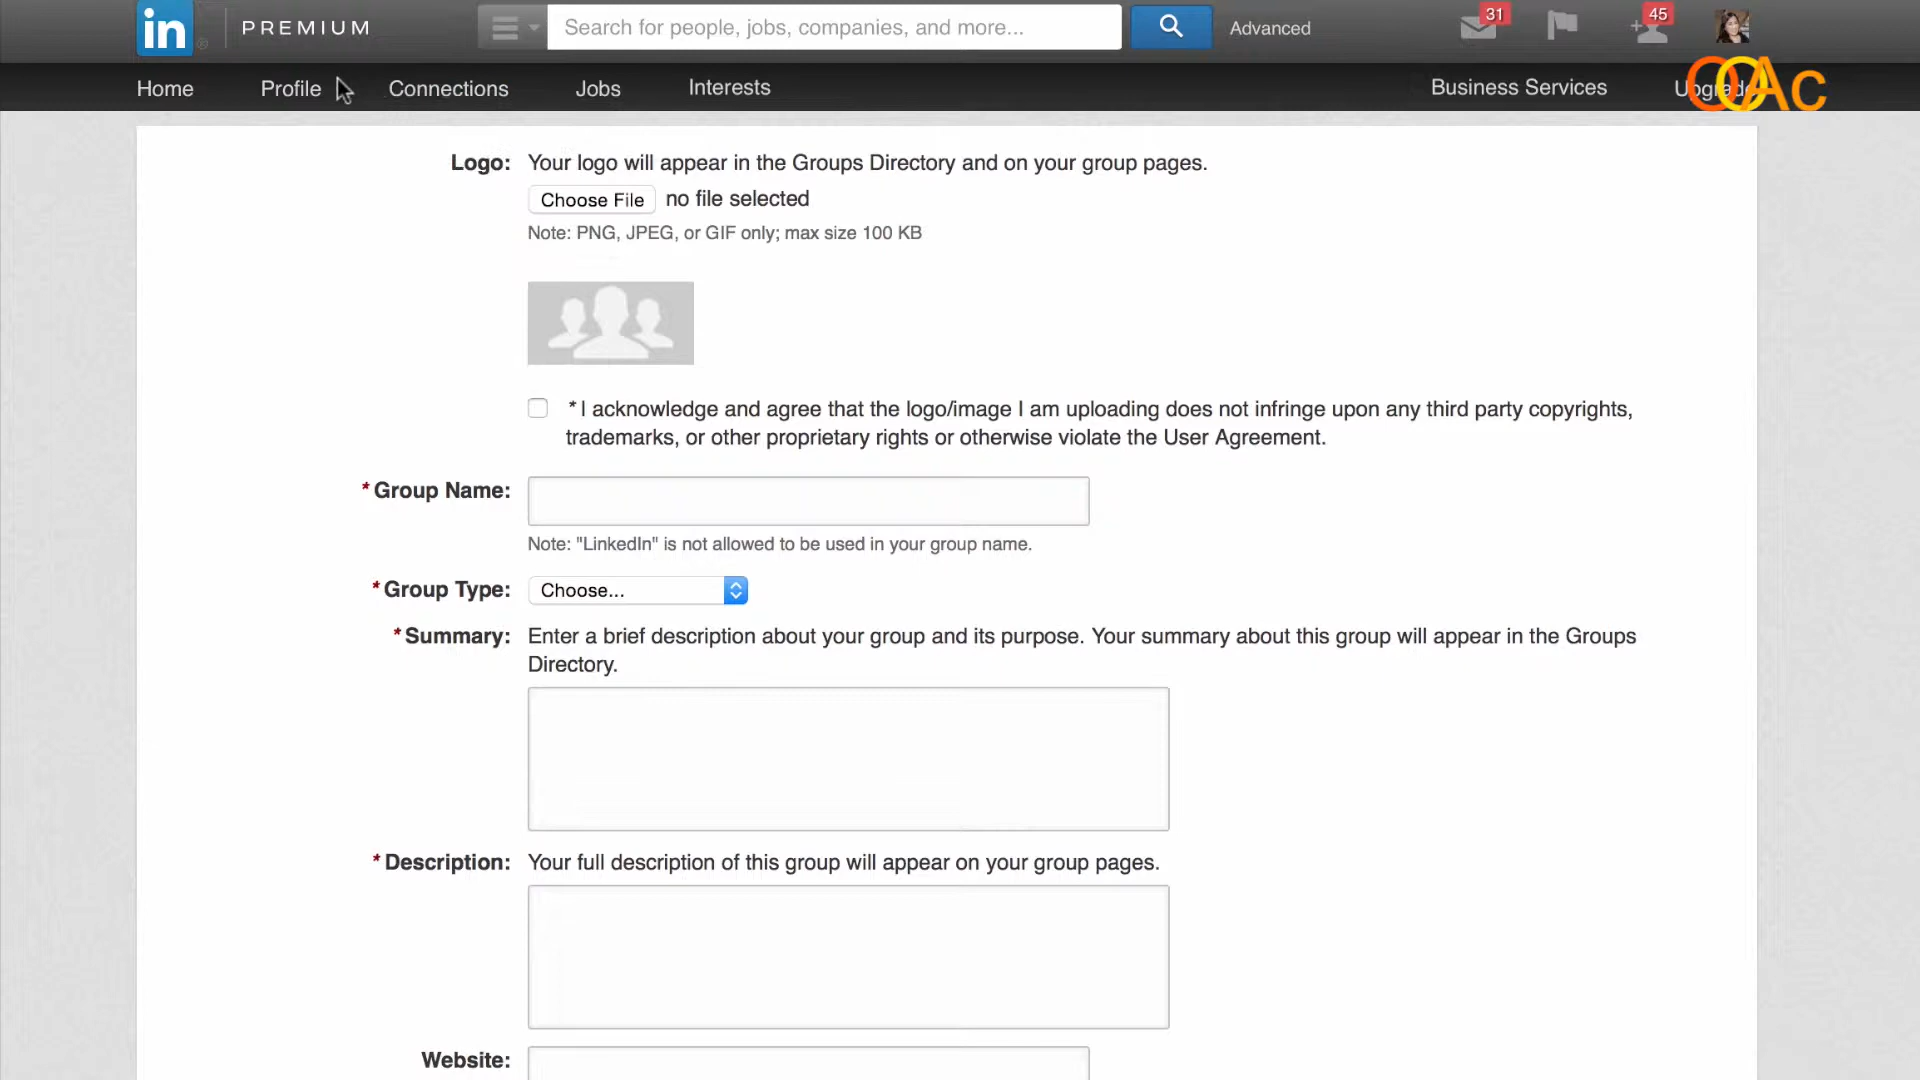 in PREMIUM
Search for people, jobs, companies, and more...
Advanced
31
45
Home Profile Connections Jobs Interests Business Services Upgrade
OOAc
Logo: Your logo will appear in the Groups Directory and on your group pages.
Choose File no file selected
Note: PNG, JPEG, or GIF only; max size 100 KB
* I acknowledge and agree that the logo/image I am uploading does not infringe upon any third party copyrights,
trademarks, or other proprietary rights or otherwise violate the User Agreement.
* Group Name:
Note: "LinkedIn" is not allowed to be used in your group name.
* Group Type: Choose...
* Summary: Enter a brief description about your group and its purpose. Your summary about this group will appear in the Groups
Directory.
* Description: Your full description of this group will appear on your group pages.
Website: